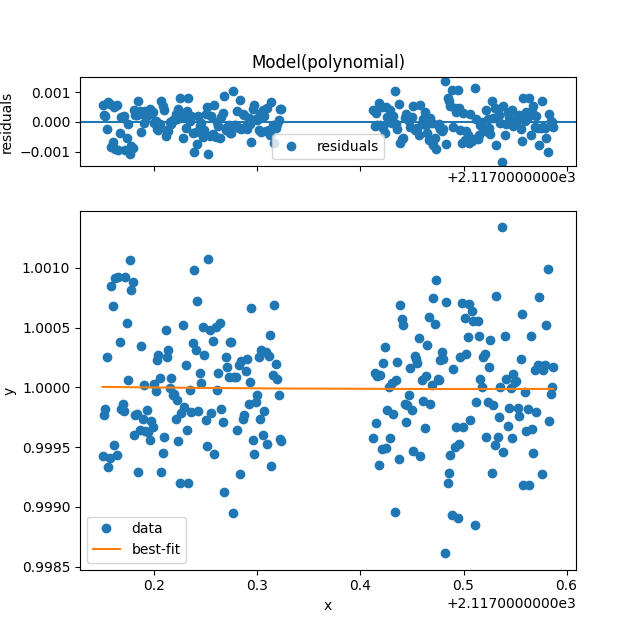 Model(polynomial)
0.001
0.000
−0.001
residuals
residuals
+2.1170000000e3
1.0010
1.0005
1.0000
0.9995
0.9990
0.9985
y
data
best-fit
0.2 0.3 0.4 0.5 0.6
x
+2.1170000000e3